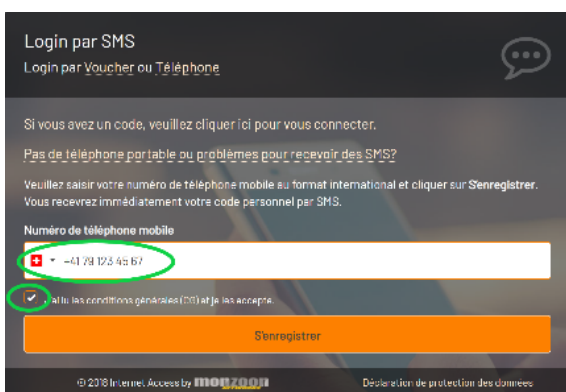 Login par SMS
Login par Voucher ou Téléphone
Si vous avez un code, veuillez cliquer ici pour vous connecter.
Pas de téléphone portable ou problèmes pour recevoir des SMS?
Veuillez saisir votre numéro de téléphone mobile au format international et cliquer sur S'enregistrer.
Vous recevrez immédiatement votre code personnel par SMS.
Numéro de téléphone mobile
+41 79 123 45 67
J'ai lu les conditions générales (CG) et je les accepte.
S'enregistrer
© 2018 Internet Access by monzoon Déclaration de protection des données